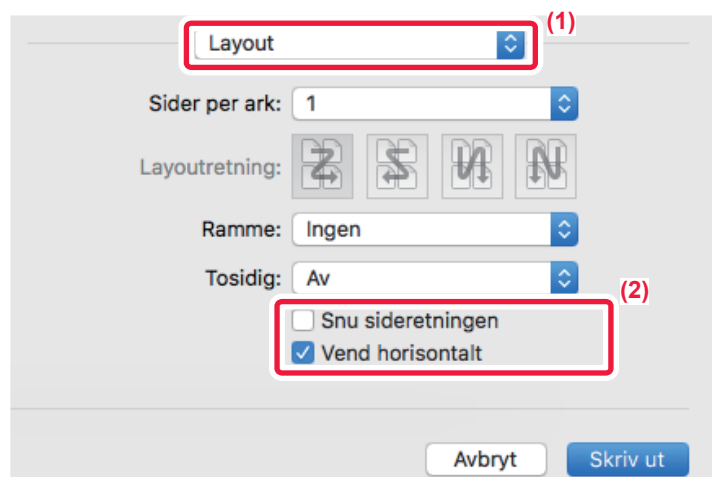 (1)
Layout
Sider per ark: 1
Layoutretning:
Ramme: Ingen
Tosidig: Av
(2)
Snu sideretningen
Vend horisontalt
Avbryt Skriv ut